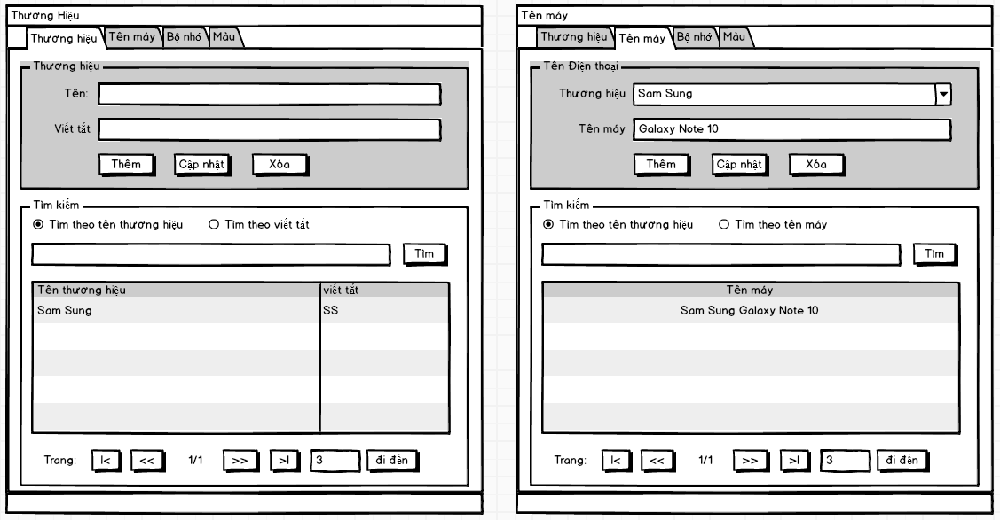 Thương Hiệu
Thương hiệu Tên máy Bộ nhớ Màu
Thương hiệu
Tên:
Viết tắt
Thêm Cập nhật Xóa
Tìm kiếm
Tìm theo tên thương hiệu Tìm theo viết tắt
Tìm
Tên thương hiệu viết tắt
Sam Sung SS
Trang: I< << 1/1 >> >I 3 đi đến
Tên máy
Thương hiệu Tên máy Bộ nhớ Màu
Tên Điện thoại
Thương hiệu Sam Sung
Tên máy Galaxy Note 10
Thêm Cập nhật Xóa
Tìm kiếm
Tìm theo tên thương hiệu Tìm theo tên máy
Tìm
Tên máy
Sam Sung Galaxy Note 10
Trang: I< << 1/1 >> >I 3 đi đến